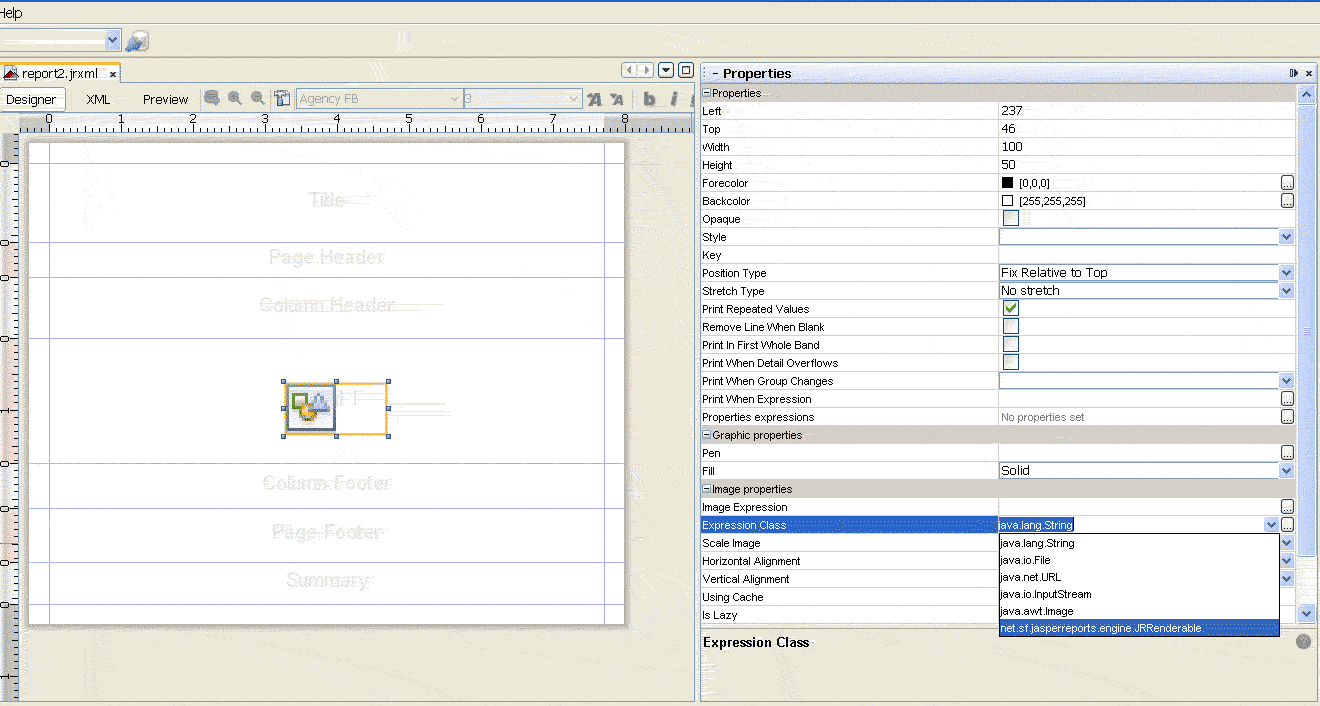 Help
report2.jrxml
Designer XML Preview Agency FB 3
0 1 2 3 4 5 6 7 8
Title
Page Header
Column Header
Column Footer
Page Footer
Summary
Properties
Properties
Left 237
Top 46
Width 100
Height 50
Forecolor [0,0,0]
Backcolor [255,255,255]
Opaque
Style
Key
Position Type Fix Relative to Top
Stretch Type No stretch
Print Repeated Values
Remove Line When Blank
Print In First Whole Band
Print When Detail Overflows
Print When Group Changes
Print When Expression
Properties expressions No properties set
Graphic properties
Pen
Fill Solid
Image properties
Image Expression
Expression Class java.lang.String
Scale Image java.lang.String
Horizontal Alignment java.io.File
Vertical Alignment java.net.URL
Using Cache java.io.InputStream
Is Lazy java.awt.Image
net.sf.jasperreports.engine.JRRenderable
Expression Class